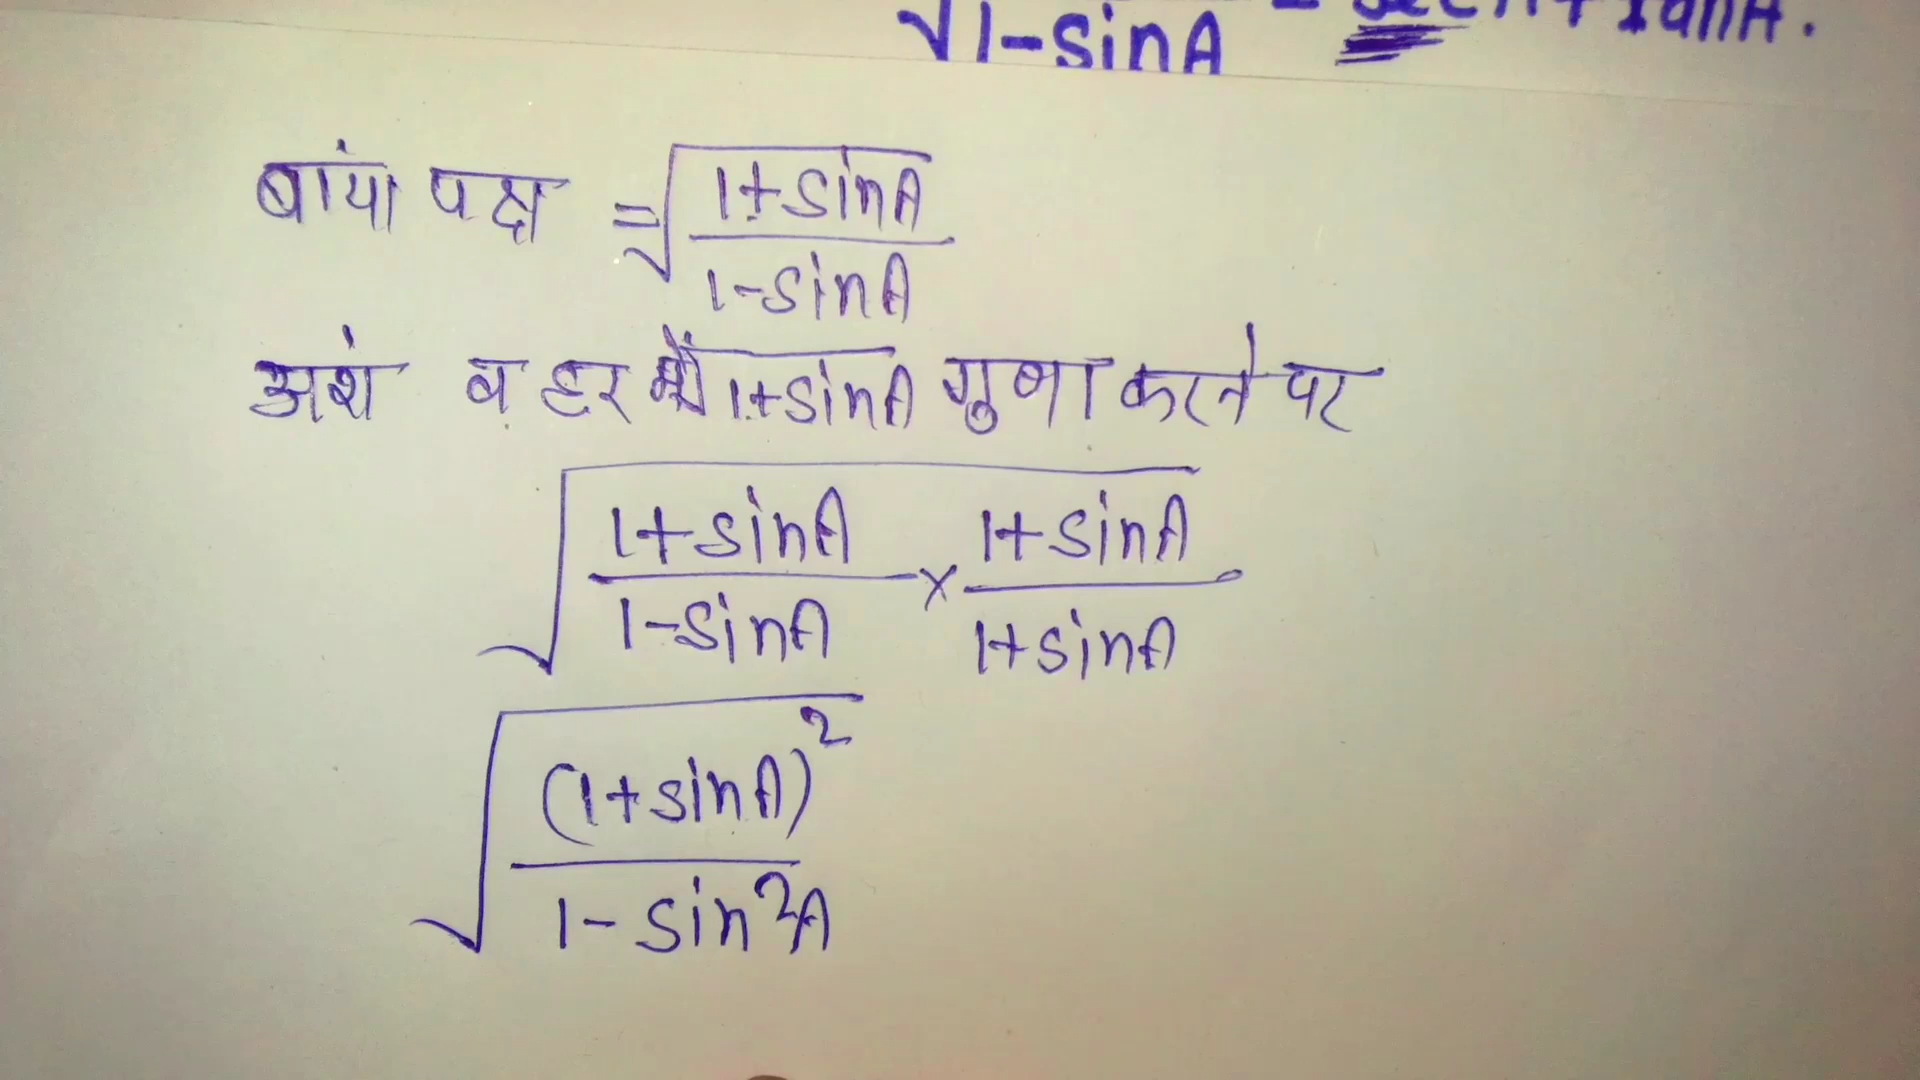 √1-sinA = secA+tanA.
बांया पक्ष =√(1+sinA/1-sinA)
अशं व हर में 1+sinA गुणा करने पर
√(1+sinA/1-sinA × 1+sinA/1+sinA)
√((1+sinA)²/1-sin²A)